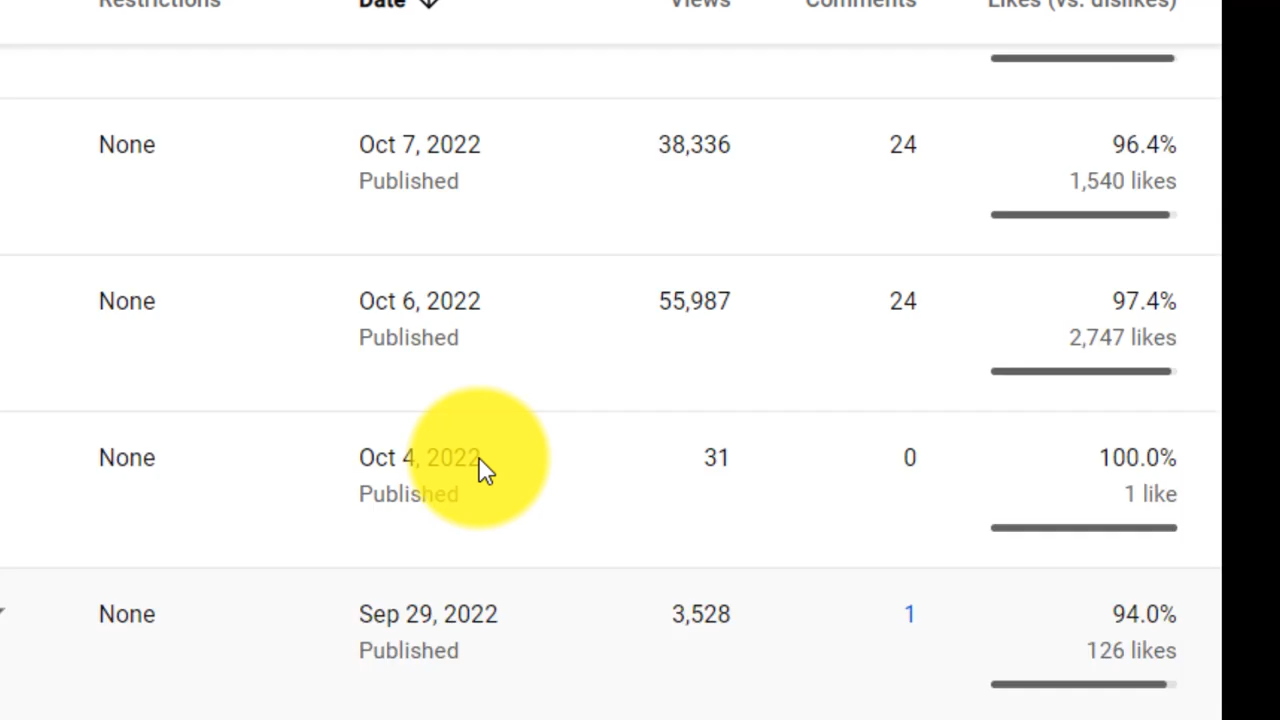 Restrictions Date Views Comments Likes (vs. dislikes)
None Oct 7, 2022 38,336 24 96.4%
Published 1,540 likes
None Oct 6, 2022 55,987 24 97.4%
Published 2,747 likes
None Oct 4, 2022 31 0 100.0%
Published 1 like
None Sep 29, 2022 3,528 1 94.0%
Published 126 likes